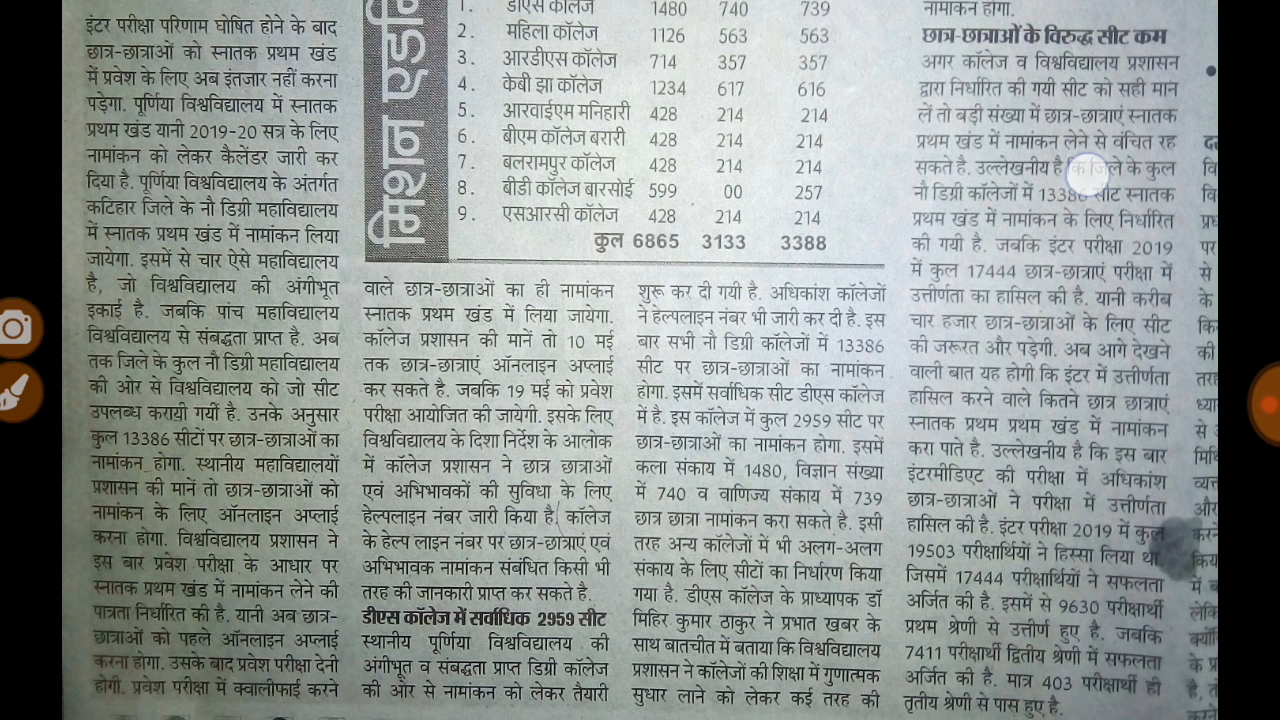 इंटर परीक्षा परिणाम घोषित होने के बाद
छात्र-छात्राओं को स्नातक प्रथम खंड
में प्रवेश के लिए अब इंतजार नहीं करना
पड़ेगा. पूर्णिया विश्वविद्यालय में स्नातक
प्रथम खंड यानी 2019-20 सत्र के लिए
नामांकन को लेकर कैलेंडर जारी कर
दिया है. पूर्णिया विश्वविद्यालय के अंतर्गत
कटिहार जिले के नौ डिग्री महाविद्यालय
में स्नातक प्रथम खंड में नामांकन लिया
जायेगा. इसमें से चार ऐसे महाविद्यालय
है, जो विश्वविद्यालय की अंगीभूत
इकाई है. जबकि पांच महाविद्यालय
विश्वविद्यालय से संबद्धता प्राप्त है. अब
तक जिले के कुल नौ डिग्री महाविद्यालय
की ओर से विश्वविद्यालय को जो सीट
उपलब्ध करायी गयीं है. उनके अनुसार
कुल 13386 सीटों पर छात्र-छात्राओं का
नामांकन होगा. स्थानीय महाविद्यालयों
प्रशासन की मानें तो छात्र-छात्राओं को
नामांकन के लिए ऑनलाइन अप्लाई
करना होगा. विश्वविद्यालय प्रशासन ने
इस बार प्रवेश परीक्षा के आधार पर
स्नातक प्रथम खंड में नामांकन लेने की
पात्रता निर्धारित की है. यानी अब छात्र-
छात्राओं को पहले ऑनलाइन अप्लाई
करना होगा. उसके बाद प्रवेश परीक्षा देनी
होगी. प्रवेश परीक्षा में क्वालीफाई करने
मिशन एडमि
1. डीएस कॉलेज 1480 740 739
2. महिला कॉलेज 1126 563 563
3. आरडीएस कॉलेज 714 357 357
4. केबी झा कॉलेज 1234 617 616
5. आरवाईएम मनिहारी 428 214 214
6. बीएम कॉलेज बरारी 428 214 214
7. बलरामपुर कॉलेज 428 214 214
8. बीडी कॉलेज बारसोई 599 00 257
9. एसआरसी कॉलेज 428 214 214
कुल 6865 3133 3388
वाले छात्र-छात्राओं का ही नामांकन
स्नातक प्रथम खंड में लिया जायेगा.
कॉलेज प्रशासन की मानें तो 10 मई
तक छात्र-छात्राएं ऑनलाइन अप्लाई
कर सकते है. जबकि 19 मई को प्रवेश
परीक्षा आयोजित की जायेगी. इसके लिए
विश्वविद्यालय के दिशा निर्देश के आलोक
में कॉलेज प्रशासन ने छात्र छात्राओं
एवं अभिभावकों की सुविधा के लिए
हेल्पलाइन नंबर जारी किया है. कॉलेज
के हेल्प लाइन नंबर पर छात्र-छात्राएं एवं
अभिभावक नामांकन संबंधित किसी भी
तरह की जानकारी प्राप्त कर सकते है.
डीएस कॉलेज में सर्वाधिक 2959 सीट
स्थानीय पूर्णिया विश्वविद्यालय की
अंगीभूत व संबद्धता प्राप्त डिग्री कॉलेज
की ओर से नामांकन को लेकर तैयारी
शुरू कर दी गयी है. अधिकांश कॉलेजों
ने हेल्पलाइन नंबर भी जारी कर दी है. इस
बार सभी नौ डिग्री कॉलेजों में 13386
सीट पर छात्र-छात्राओं का नामांकन
होगा. इसमें सर्वाधिक सीट डीएस कॉलेज
में है. इस कॉलेज में कुल 2959 सीट पर
छात्र-छात्राओं का नामांकन होगा. इसमें
कला संकाय में 1480, विज्ञान संख्या
में 740 व वाणिज्य संकाय में 739
छात्र छात्रा नामांकन करा सकते है. इसी
तरह अन्य कॉलेजों में भी अलग-अलग
संकाय के लिए सीटों का निर्धारण किया
गया है. डीएस कॉलेज के प्राध्यापक डॉ
मिहिर कुमार ठाकुर ने प्रभात खबर के
साथ बातचीत में बताया कि विश्वविद्यालय
प्रशासन ने कॉलेजों की शिक्षा में गुणात्मक
सुधार लाने को लेकर कई तरह की
नामांकन होगा.
छात्र-छात्राओं के विरुद्ध सीट कम
अगर कॉलेज व विश्वविद्यालय प्रशासन
द्वारा निर्धारित की गयी सीट को सही मान
लें तो बड़ी संख्या में छात्र-छात्राएं स्नातक
प्रथम खंड में नामांकन लेने से वंचित रह
सकते है. उल्लेखनीय है कि जिले के कुल
नौ डिग्री कॉलेजों में 13386 सीट स्नातक
प्रथम खंड में नामांकन के लिए निर्धारित
की गयी है. जबकि इंटर परीक्षा 2019
में कुल 17444 छात्र-छात्राएं परीक्षा में
उत्तीर्णता का हासिल की है. यानी करीब
चार हजार छात्र-छात्राओं के लिए सीट
की जरूरत और पड़ेगी. अब आगे देखने
वाली बात यह होगी कि इंटर में उत्तीर्णता
हासिल करने वाले कितने छात्र छात्राएं
स्नातक प्रथम प्रथम खंड में नामांकन
करा पाते है. उल्लेखनीय है कि इस बार
इंटरमीडिएट की परीक्षा में अधिकांश
छात्र-छात्राओं ने परीक्षा में उत्तीर्णता
हासिल की है. इंटर परीक्षा 2019 में कुल
19503 परीक्षार्थियों ने हिस्सा लिया था.
जिसमें 17444 परीक्षार्थियों ने सफलता
अर्जित की है. इसमें से 9630 परीक्षार्थी
प्रथम श्रेणी से उत्तीर्ण हुए है. जबकि
7411 परीक्षार्थी द्वितीय श्रेणी में सफलता
अर्जित की है. मात्र 403 परीक्षार्थी ही
तृतीय श्रेणी से पास हुए है.